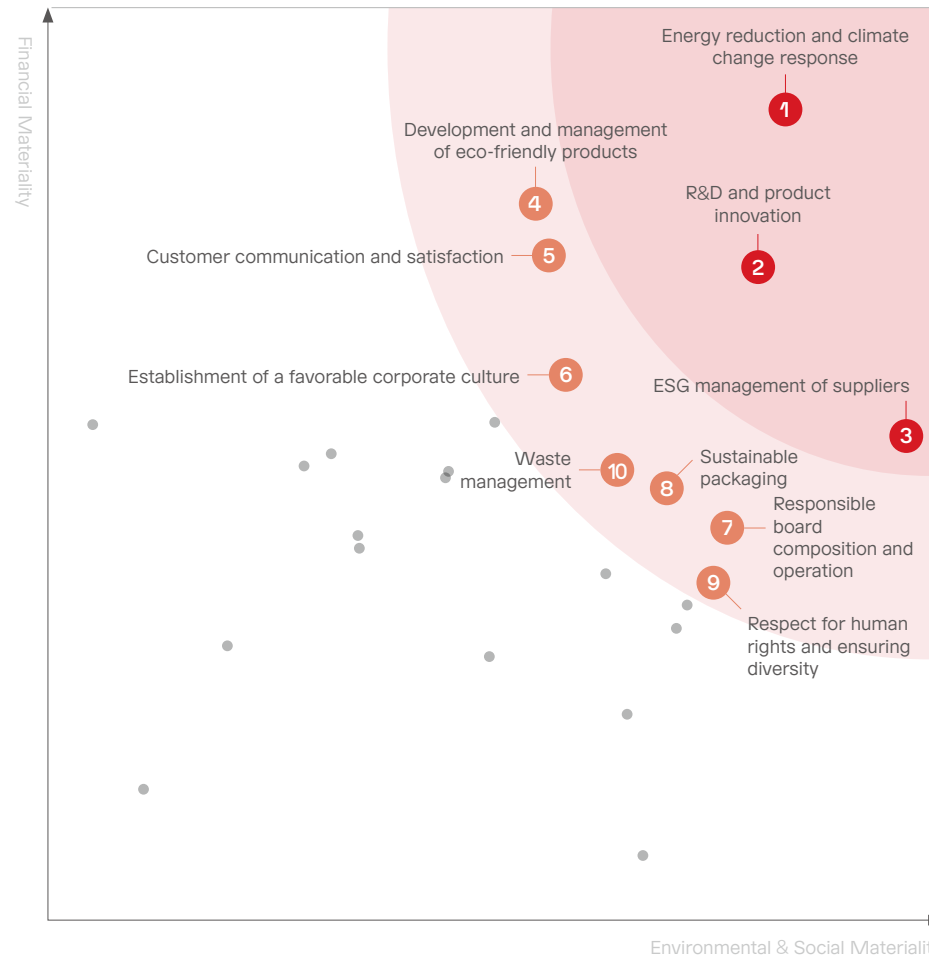 Financial Materiality
Energy reduction and climate
change response
1
Development and management
of eco-friendly products
4
R&D and product
innovation
2
Customer communication and satisfaction
5
Establishment of a favorable corporate culture
6
ESG management of suppliers
3
Waste
management
10
Sustainable
packaging
8
Responsible
board
composition and
operation
7
9
Respect for human
rights and ensuring
diversity
Environmental & Social Materialit